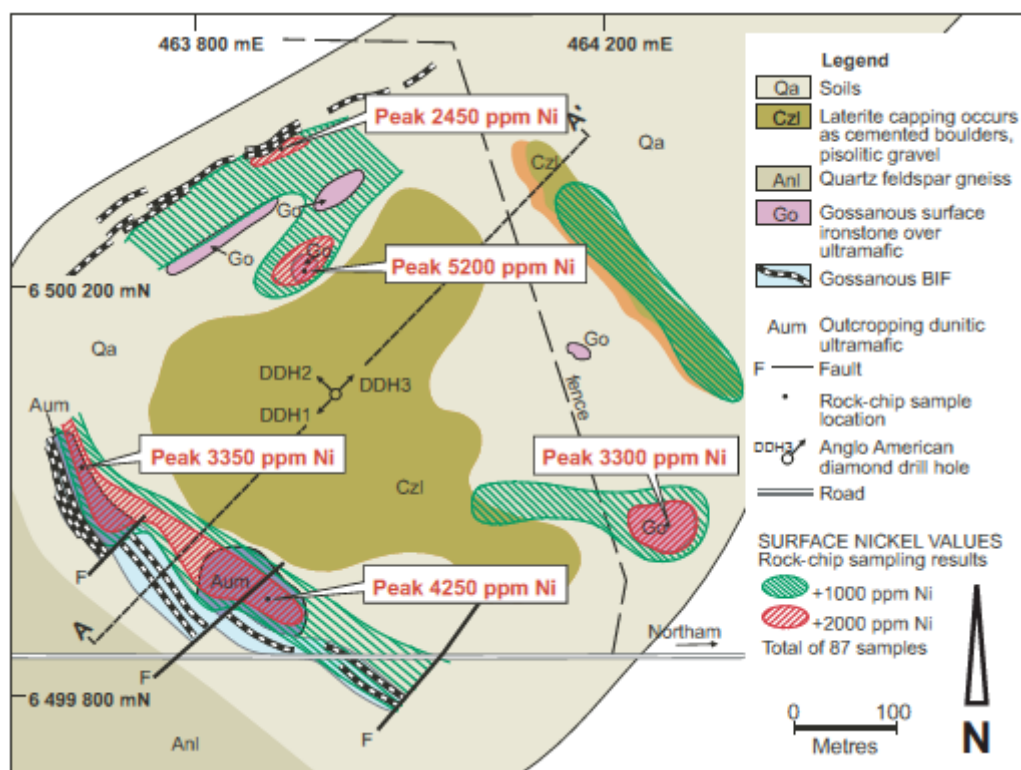 463 800 mE
464 200 mE
Peak 2450 ppm Ni
A'
Qa
Czl
Go
Go
Go
Peak 5200 ppm Ni
6 500 200 mN
Qa
Go
DDH2
DDH3
DDH1
fence
Aum
Peak 3350 ppm Ni
Peak 3300 ppm Ni
Czl
Go
F
Aum
Peak 4250 ppm Ni
A
Northam
F
6 499 800 mN
F
Anl
Legend
Qa Soils
Czl Laterite capping occurs
as cemented boulders,
pisolitic gravel
Anl Quartz feldspar gneiss
Go Gossanous surface
ironstone over
ultramafic
Gossanous BIF
Aum Outcropping dunitic
ultramafic
F Fault
Rock-chip sample
location
DDH3 Anglo American
diamond drill hole
Road
SURFACE NICKEL VALUES
Rock-chip sampling results
+1000 ppm Ni
+2000 ppm Ni
Total of 87 samples
0 100
Metres
N